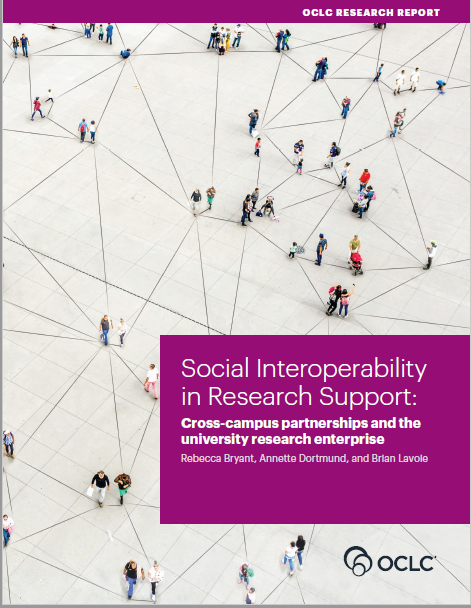 OCLC RESEARCH REPORT
Social Interoperability
in Research Support:
Cross-campus partnerships and the
university research enterprise
Rebecca Bryant, Annette Dortmund, and Brian Lavoie
OCLC